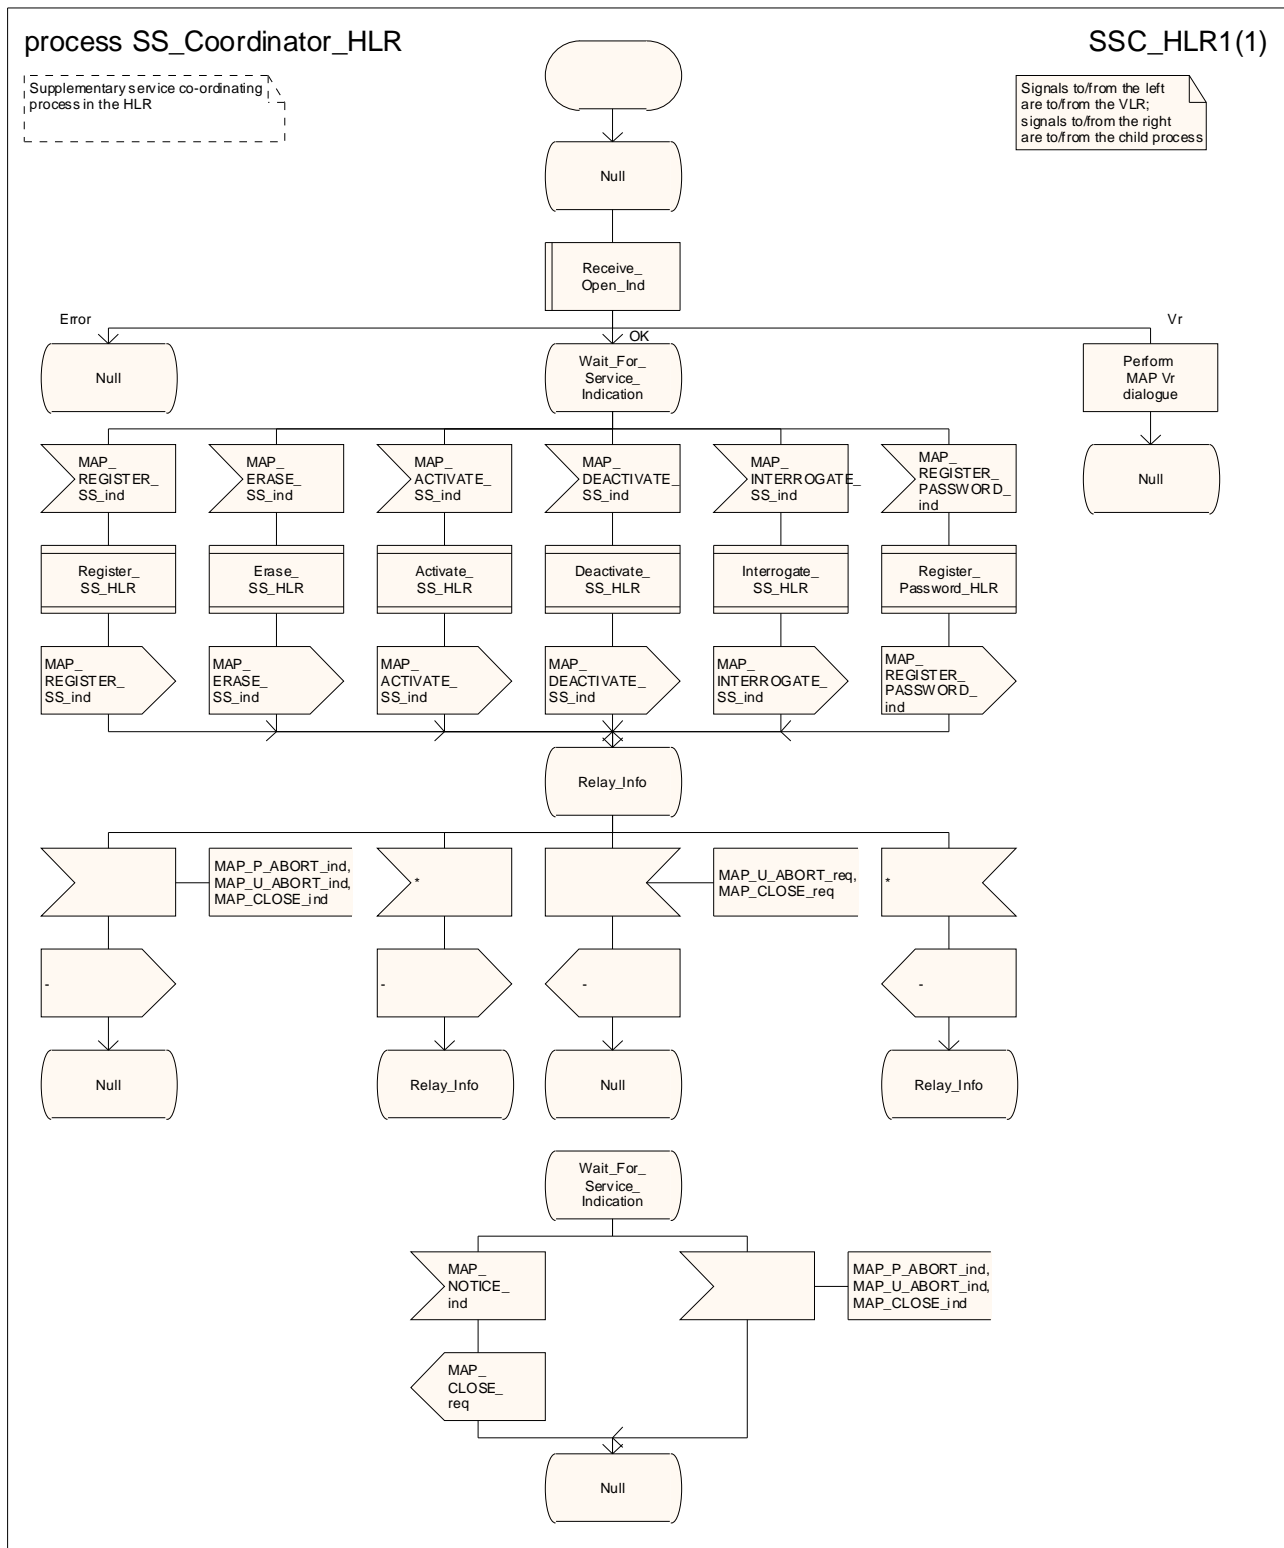 process SS_Coordinator_HLR
SSC_HLR1(1)
Supplementary service co-ordinating
process in the HLR
Signals to/from the left
are to/from the VLR;
signals to/from the right
are to/from the child process
Null
Receive_
Open_Ind
Error
OK
Vr
Null
Wait_For_
Service_
Indication
Perform
MAP Vr
dialogue
MAP_
REGISTER_
SS_ind
MAP_
ERASE_
SS_ind
MAP_
ACTIVATE_
SS_ind
MAP_
DEACTIVATE_
SS_ind
MAP_
INTERROGATE_
SS_ind
MAP_
REGISTER_
PASSWORD_
ind
Null
Register_
SS_HLR
Erase_
SS_HLR
Activate_
SS_HLR
Deactivate_
SS_HLR
Interrogate_
SS_HLR
Register_
Password_HLR
MAP_
REGISTER_
SS_ind
MAP_
ERASE_
SS_ind
MAP_
ACTIVATE_
SS_ind
MAP_
DEACTIVATE_
SS_ind
MAP_
INTERROGATE_
SS_ind
MAP_
REGISTER_
PASSWORD_
ind
Relay_Info
MAP_P_ABORT_ind,
MAP_U_ABORT_ind,
MAP_CLOSE_ind
*
MAP_U_ABORT_req,
MAP_CLOSE_req
*
-
-
-
-
Null
Relay_Info
Null
Relay_Info
Wait_For_
Service_
Indication
MAP_
NOTICE_
ind
MAP_P_ABORT_ind,
MAP_U_ABORT_ind,
MAP_CLOSE_ind
MAP_
CLOSE_
req
Null